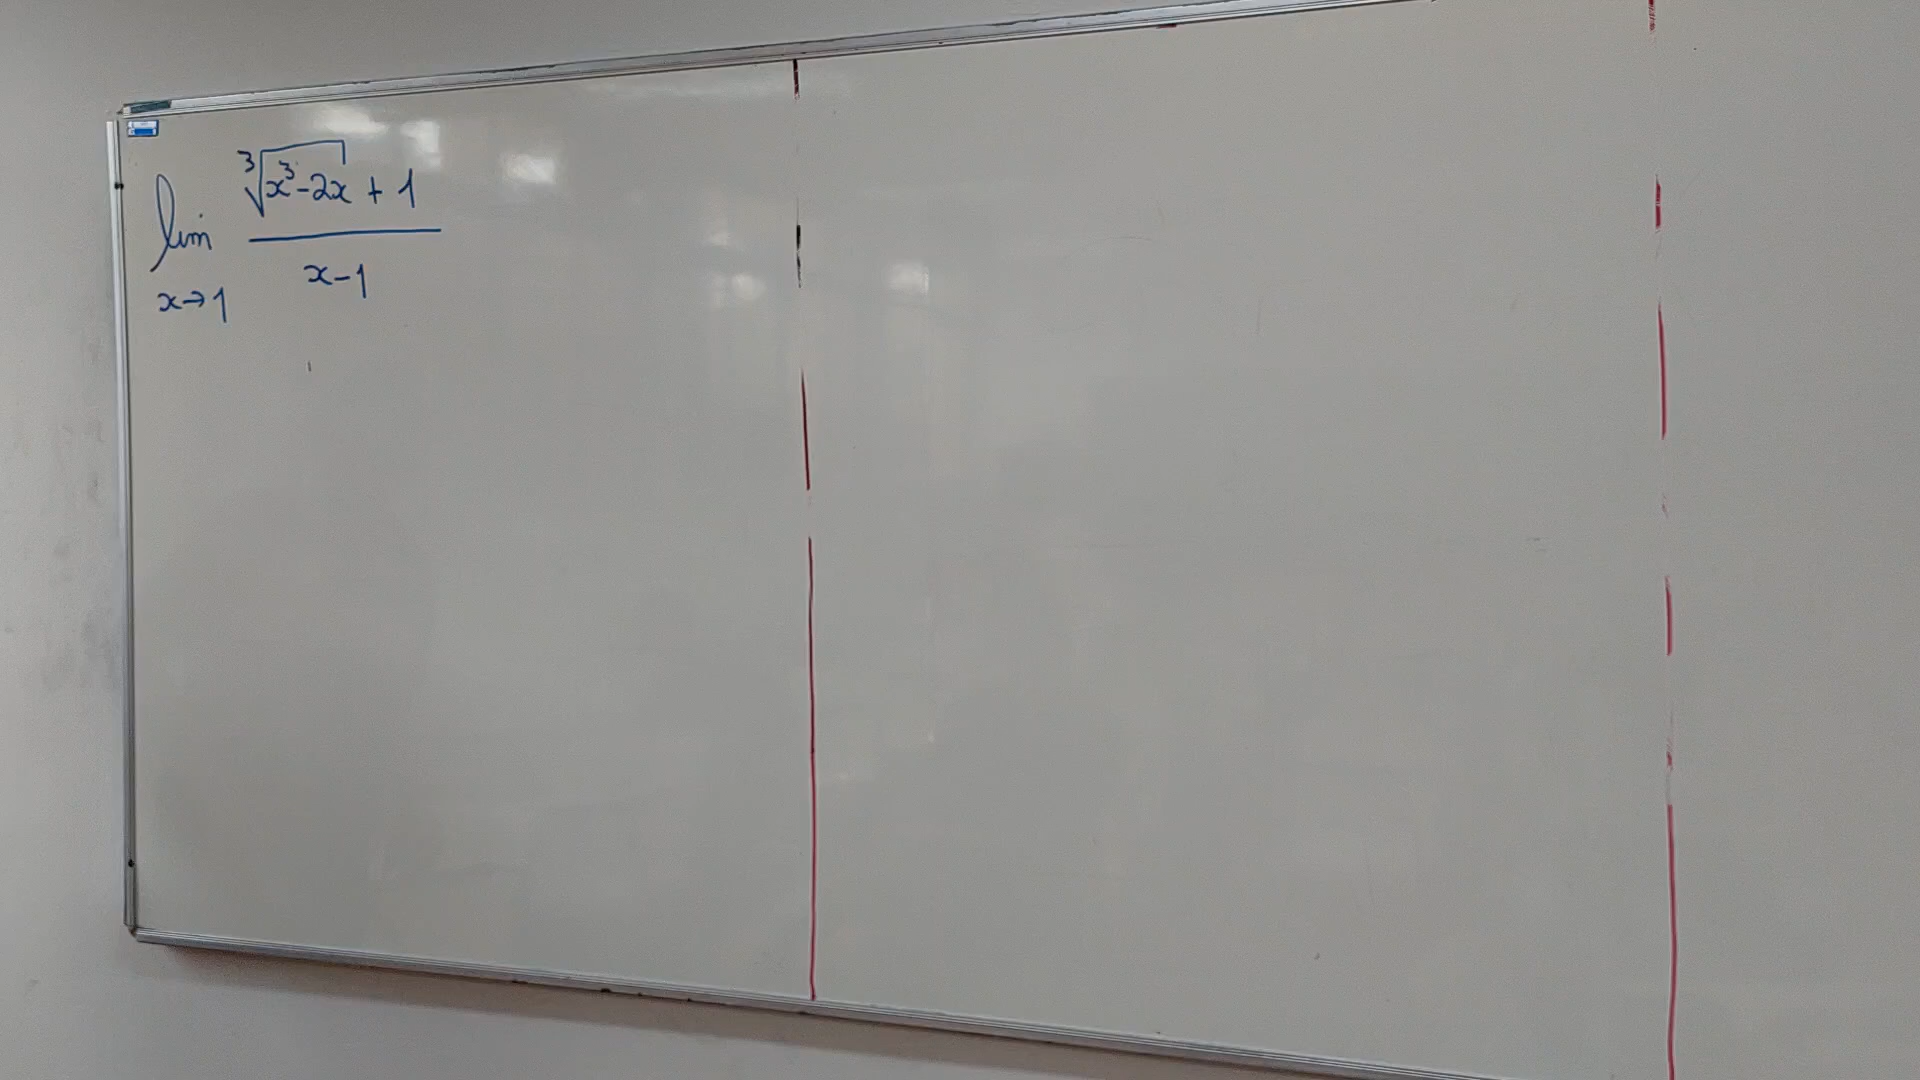 lim ∛(x³-2x) + 1
x-1
x→1